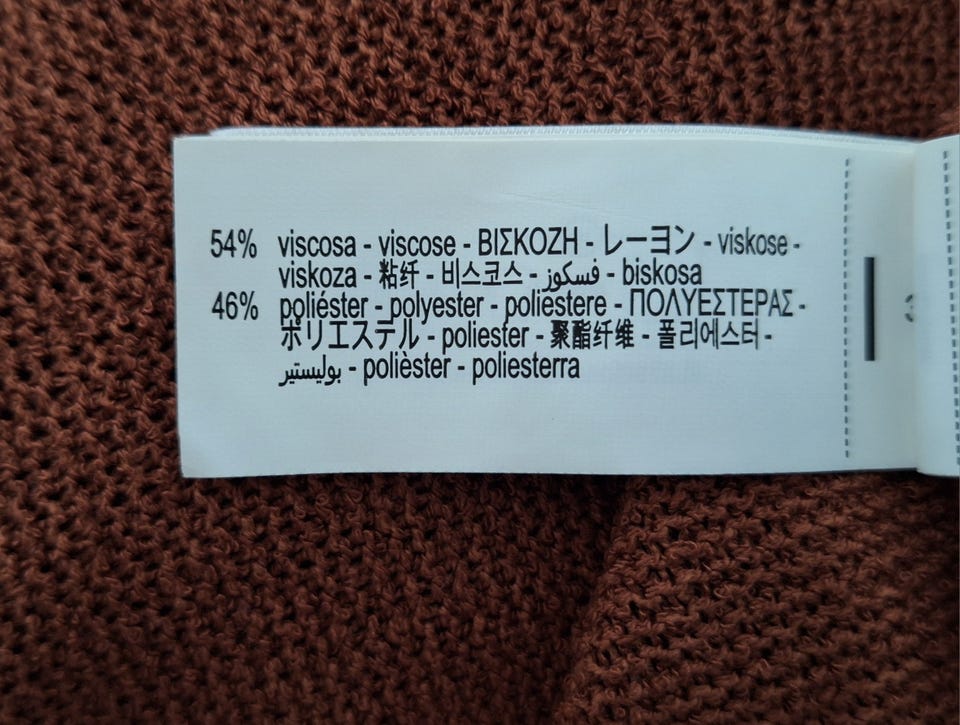 54% viscosa - viscose - ΒΙΣΚΟΖΗ - レーヨン - viskose -
viskoza - 粘纤 - 비스코스 - فسكوز - biskosa
46% poliéster - polyester - poliestere - ΠΟΛΥΕΣΤΕΡΑΣ -
ポリエステル - poliester - 聚酯纤维 - 폴리에스터 -
بوليستير - polièster - poliesterra